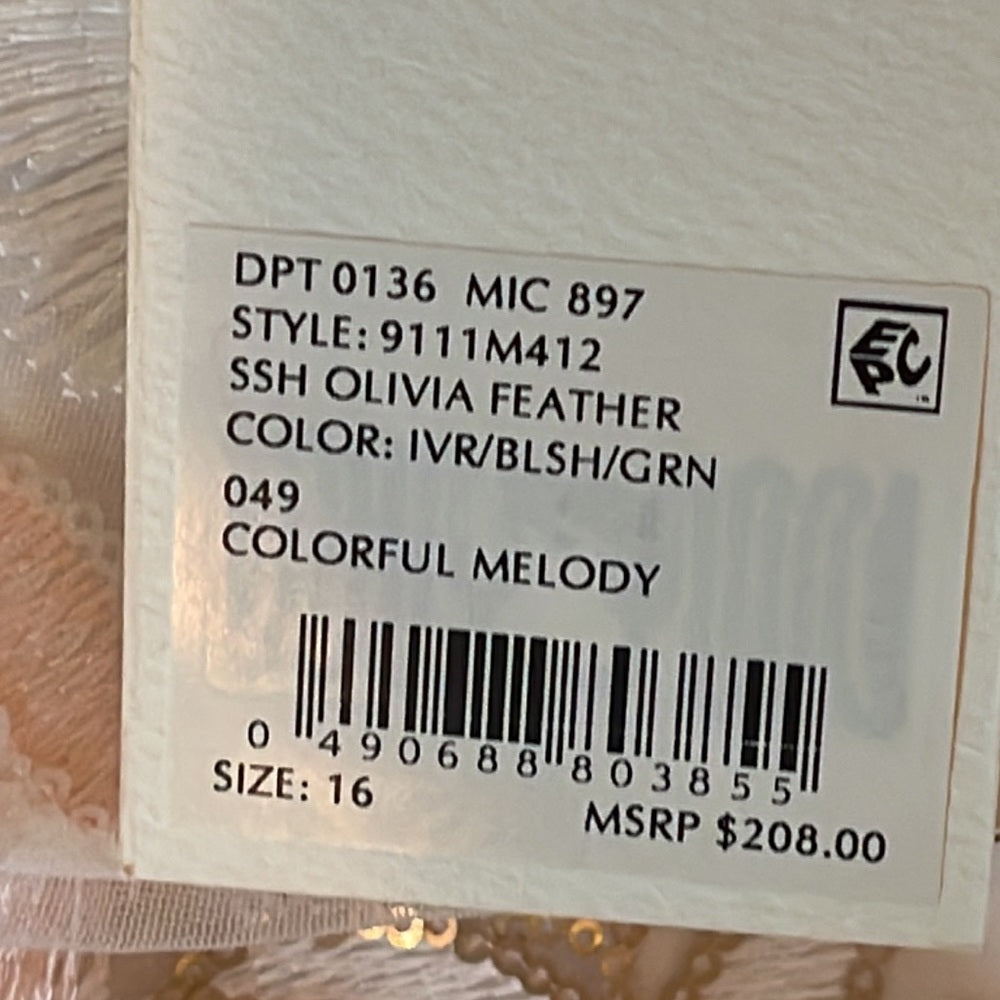 DPT 0136 MIC 897
STYLE: 9111M412
SSH OLIVIA FEATHER
COLOR: IVR/BLSH/GRN
049
COLORFUL MELODY
0 490688 803855
SIZE: 16
MSRP $208.00
EPC